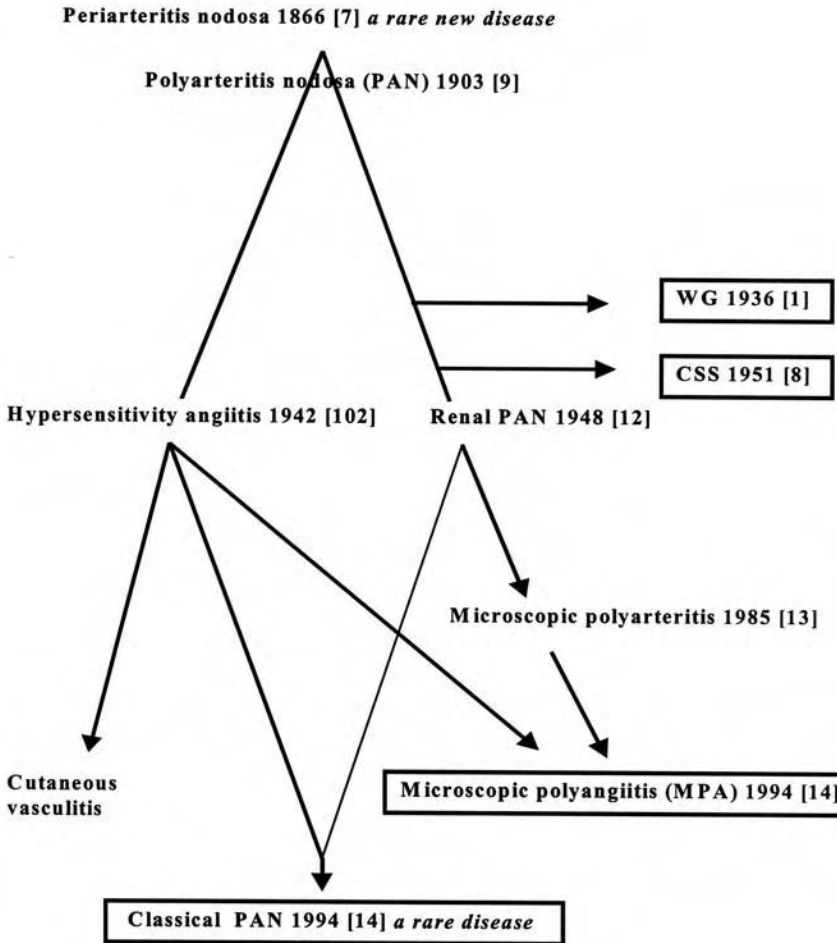 Periarteritis nodosa 1866 [7] a rare new disease
Polyarteritis nodosa (PAN) 1903 [9]
WG 1936 [1]
CSS 1951 [8]
Hypersensitivity angiitis 1942 [102] Renal PAN 1948 [12]
Microscopic polyarteritis 1985 [13]
Cutaneous
vasculitis
Microscopic polyangiitis (MPA) 1994 [14]
Classical PAN 1994 [14] a rare disease